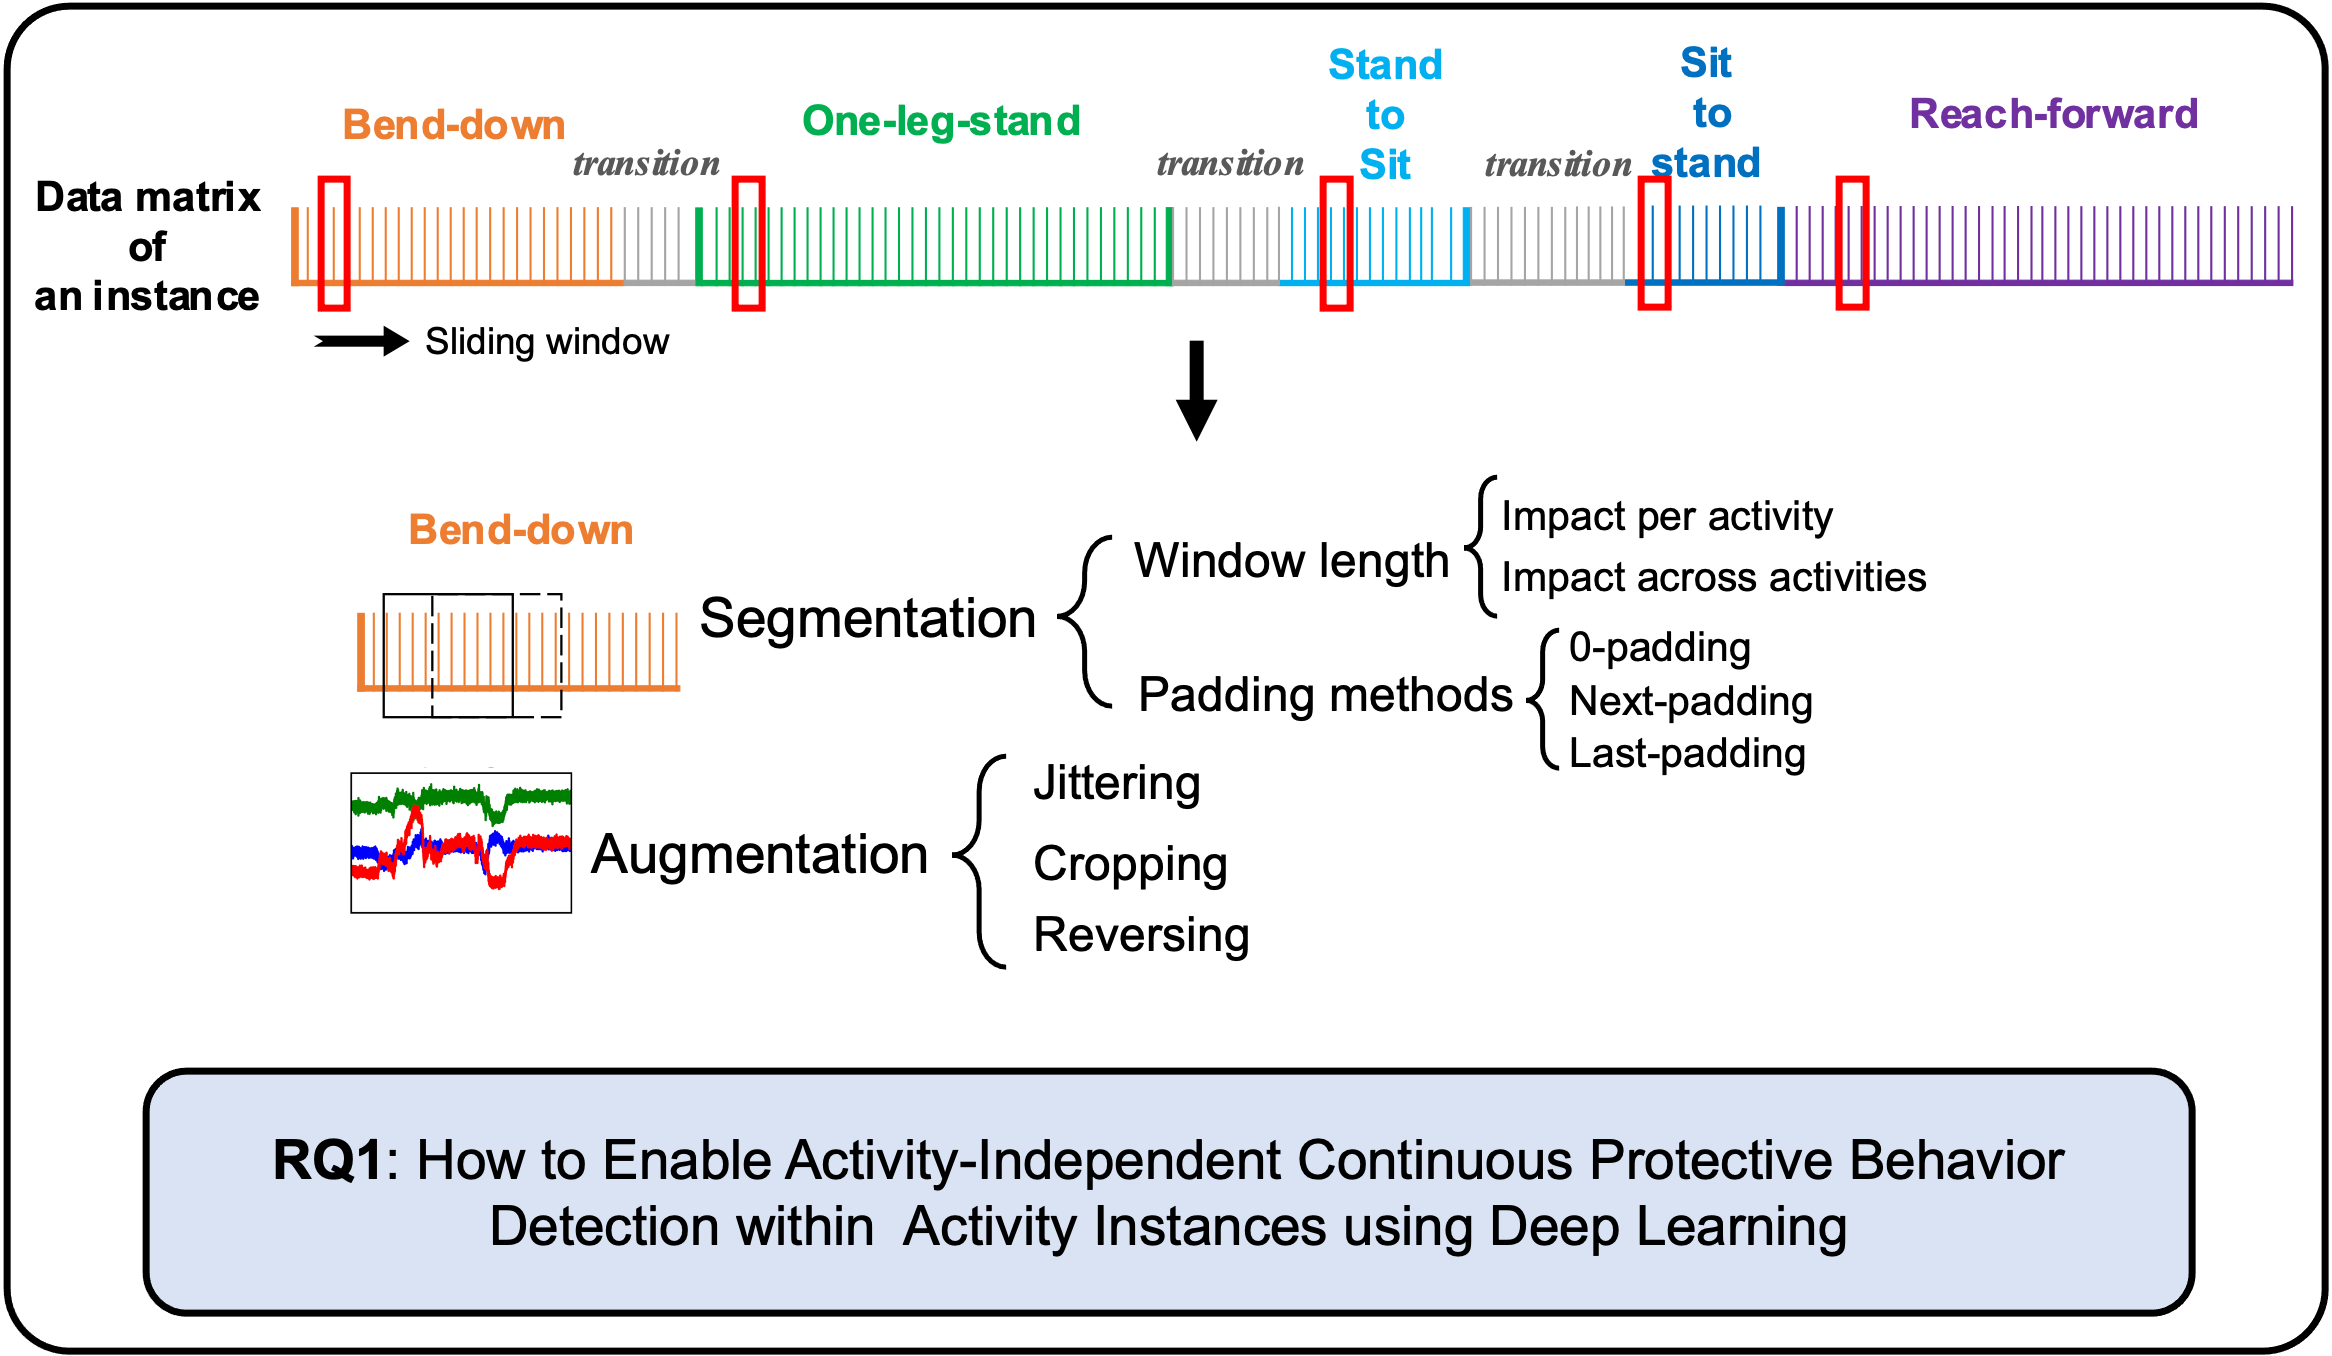 Stand
to
Sit
Sit
to
stand
Bend-down
One-leg-stand
Reach-forward
transition
transition
transition
Data matrix
of
an instance
Sliding window
Bend-down
Segmentation
Window length
Impact per activity
Impact across activities
Padding methods
0-padding
Next-padding
Last-padding
Augmentation
Jittering
Cropping
Reversing
RQ1: How to Enable Activity-Independent Continuous Protective Behavior
Detection within Activity Instances using Deep Learning